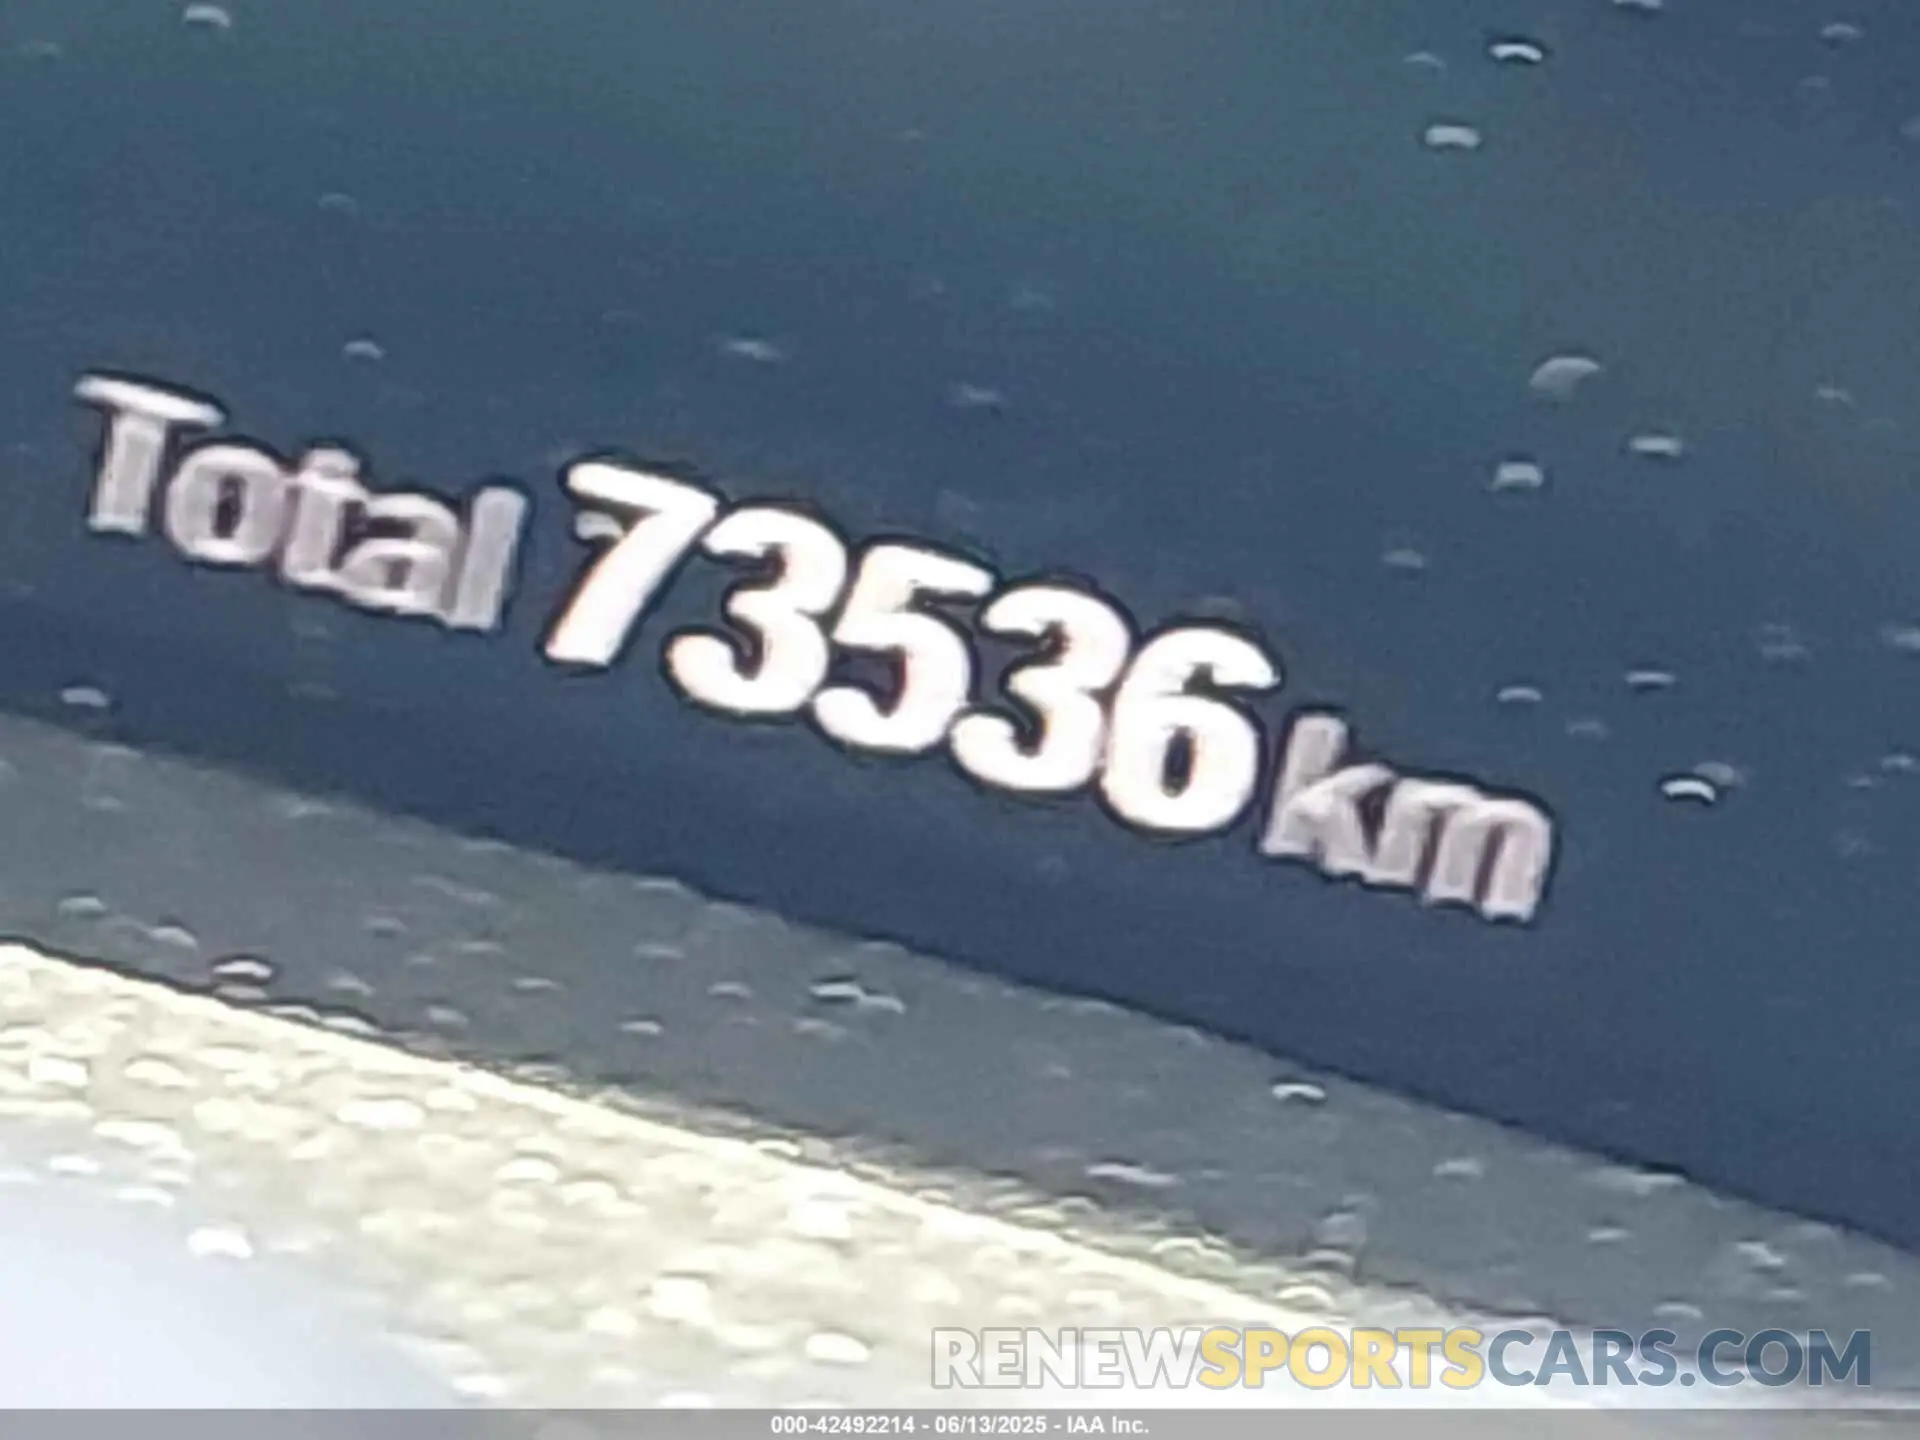 Total 73536 km
RENEWSPORTSCARS.COM
000-42492214 - 06/13/2025 - IAA Inc.